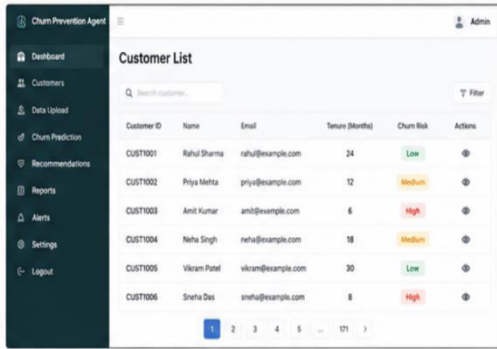 Churn Prevention Agent
Admin
Dashboard
Customers
Data Upload
Churn Prediction
Recommendations
Reports
Alerts
Settings
Logout
Customer List
Search customer...
Filter
Customer ID Name Email Tenure (Months) Churn Risk Actions
CUST1001 Rahul Sharma rahul@example.com 24 Low
CUST1002 Priya Mehta priya@example.com 12 Medium
CUST1003 Amit Kumar amit@example.com 6 High
CUST1004 Neha Singh neha@example.com 18 Medium
CUST1005 Vikram Patel vikram@example.com 30 Low
CUST1006 Sneha Das sneha@example.com 8 High
1 2 3 4 5 ... 171 >